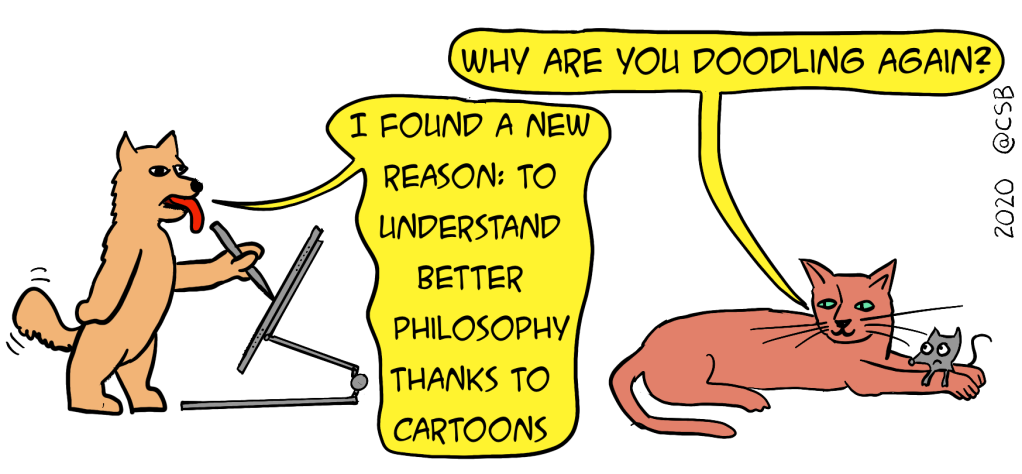 WHY ARE YOU DOODLING AGAIN?
I FOUND A NEW
REASON: TO
UNDERSTAND
BETTER
PHILOSOPHY
THANKS TO
CARTOONS
2020 @CSB